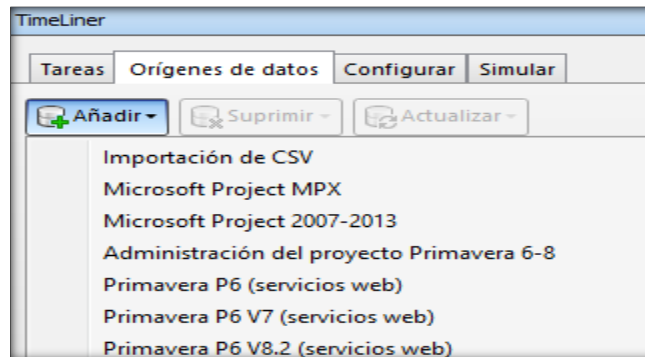 TimeLiner
Tareas Orígenes de datos Configurar Simular
Añadir Suprimir Actualizar
Importación de CSV
Microsoft Project MPX
Microsoft Project 2007-2013
Administración del proyecto Primavera 6-8
Primavera P6 (servicios web)
Primavera P6 V7 (servicios web)
Primavera P6 V8.2 (servicios web)